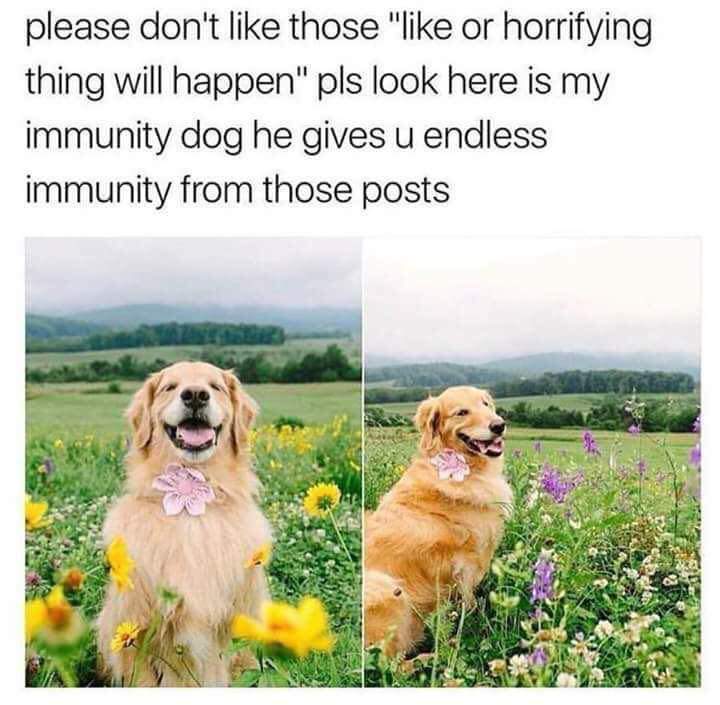 please don't like those "like or horrifying
thing will happen" pls look here is my
immunity dog he gives u endless
immunity from those posts